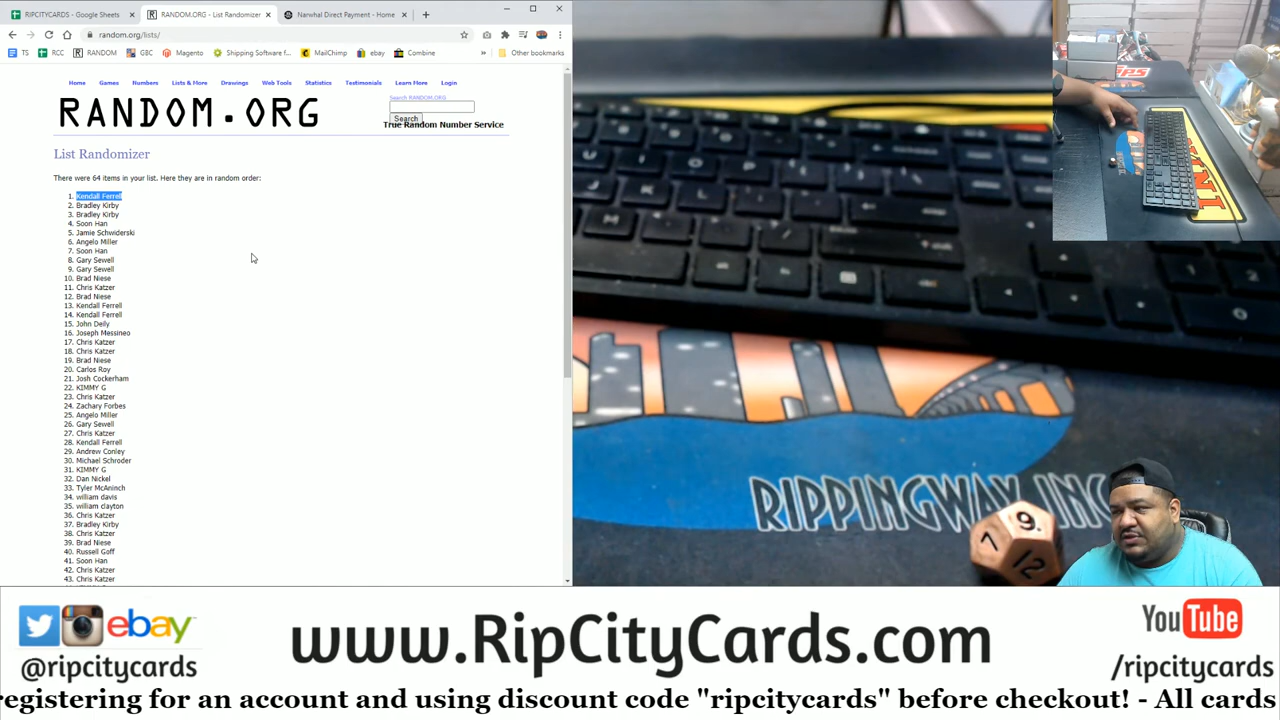 RIPCITYCARDS - Google Sheets
RANDOM.ORG - List Randomizer
Narwhal Direct Payment - Home
random.org/lists/
TS
RCC
RANDOM
GBC
Magento
Shipping Software f
MailChimp
ebay
Combine
Other bookmarks
Home
Games
Numbers
Lists & More
Drawings
Web Tools
Statistics
Testimonials
Learn More
Login
RANDOM.ORG
Search RANDOM.ORG
Search
True Random Number Service
List Randomizer
There were 64 items in your list. Here they are in random order:
1. Kendall Ferrell
2. Bradley Kirby
3. Bradley Kirby
4. Soon Han
5. Jamie Schwiderski
6. Angelo Miller
7. Soon Han
8. Gary Sewell
9. Gary Sewell
10. Brad Niese
11. Chris Katzer
12. Brad Niese
13. Kendall Ferrell
14. Kendall Ferrell
15. John Deily
16. Joseph Messineo
17. Chris Katzer
18. Chris Katzer
19. Brad Niese
20. Carlos Roy
21. Josh Cockerham
22. KIMMY G
23. Chris Katzer
24. Zachary Forbes
25. Angelo Miller
26. Gary Sewell
27. Chris Katzer
28. Kendall Ferrell
29. Andrew Conley
30. Michael Schroder
31. KIMMY G
32. Dan Nickel
33. Tyler McAninch
34. william davis
35. william clayton
36. Chris Katzer
37. Bradley Kirby
38. Chris Katzer
39. Brad Niese
40. Russell Goff
41. Soon Han
42. Chris Katzer
43. Chris Katzer
RIPPINGWAX INC
9.
7
12
ebay
@ripcitycards
www.RipCityCards.com
YouTube
/ripcitycards
registering for an account and using discount code "ripcitycards" before checkout! - All cards